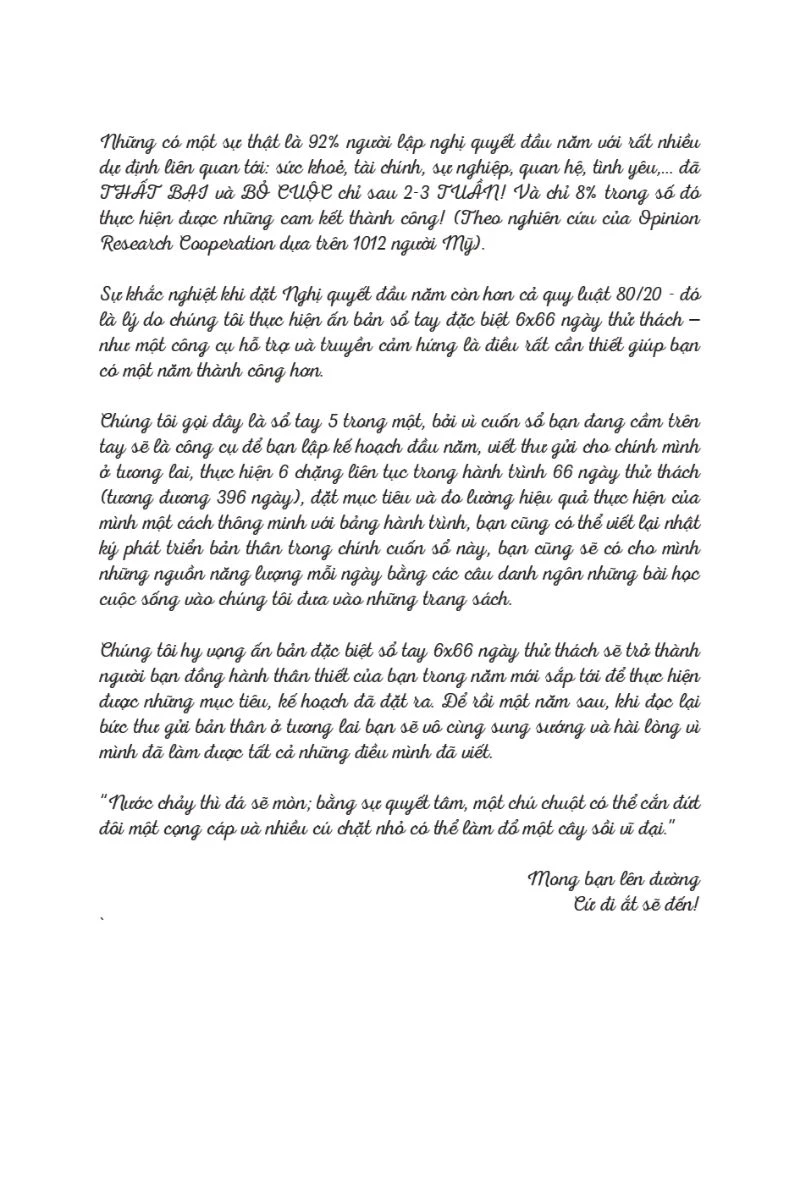 Những có một sự thật là 92% người lập nghị quyết đầu năm với rất nhiều
dự định liên quan tới: sức khoẻ, tài chính, sự nghiệp, quan hệ, tình yêu,... đã
THẤT BẠI và BỎ CUỘC chỉ sau 2-3 TUẦN! Và chỉ 8% trong số đó
thực hiện được những cam kết thành công! (Theo nghiên cứu của Opinion
Research Cooperation dựa trên 1012 người Mỹ).
Sự khắc nghiệt khi đặt Nghị quyết đầu năm còn hơn cả quy luật 80/20 - đó
là lý do chúng tôi thực hiện ấn bản sổ tay đặc biệt 6x66 ngày thử thách –
như một công cụ hỗ trợ và truyền cảm hứng là điều rất cần thiết giúp bạn
có một năm thành công hơn.
Chúng tôi gọi đây là sổ tay 5 trong một, bởi vì cuốn sổ bạn đang cầm trên
tay sẽ là công cụ để bạn lập kế hoạch đầu năm, viết thư gửi cho chính mình
ở tương lai, thực hiện 6 chặng liên tục trong hành trình 66 ngày thử thách
(tương đương 396 ngày), đặt mục tiêu và đo lường hiệu quả thực hiện của
mình một cách thông minh với bảng hành trình, bạn cũng có thể viết lại nhật
ký phát triển bản thân trong chính cuốn sổ này, bạn cũng sẽ có cho mình
những nguồn năng lượng mỗi ngày bằng các câu danh ngôn những bài học
cuộc sống vào chúng tôi đưa vào những trang sách.
Chúng tôi hy vọng ấn bản đặc biệt sổ tay 6x66 ngày thử thách sẽ trở thành
người bạn đồng hành thân thiết của bạn trong năm mới sắp tới để thực hiện
được những mục tiêu, kế hoạch đã đặt ra. Để rồi một năm sau, khi đọc lại
bức thư gửi bản thân ở tương lai bạn sẽ vô cùng sung sướng và hài lòng vì
mình đã làm được tất cả những điều mình đã viết.
"Nước chảy thì đá sẽ mòn; bằng sự quyết tâm, một chú chuột có thể cắn đứt
đôi một cọng cáp và nhiều cú chặt nhỏ có thể làm đổ một cây sồi vĩ đại."
Mong bạn lên đường
Cứ đi ắt sẽ đến!
`